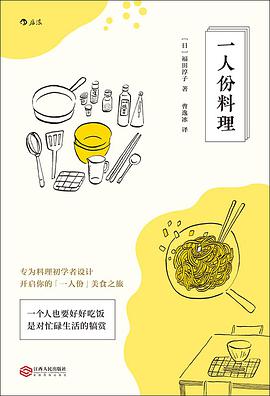 后浪
[日]福田淳子 著
曹逸冰 译
一人份料理
专为料理初学者设计
开启你的「一人份」美食之旅
一个人也要好好吃饭
是对忙碌生活的犒赏
江西人民出版社